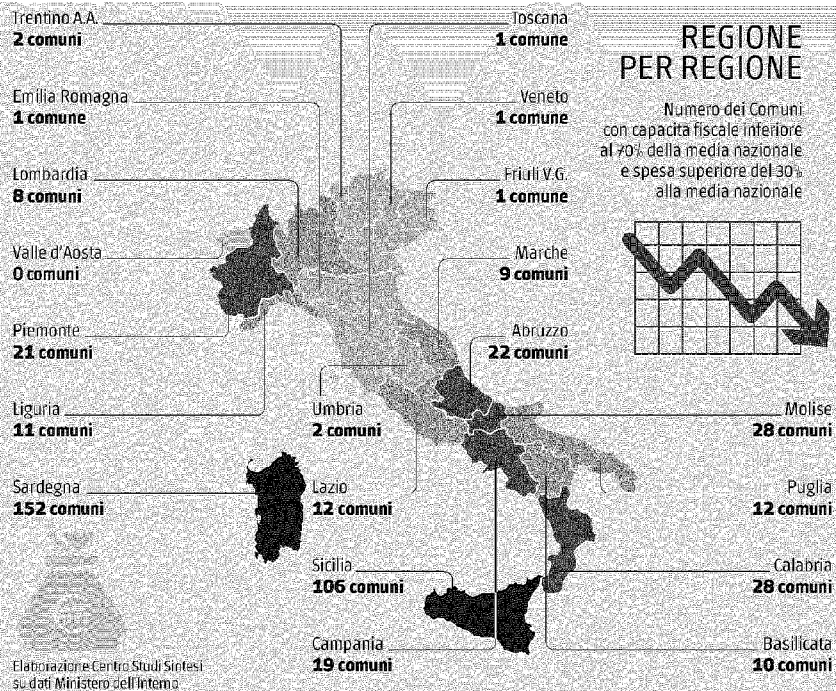 REGIONE
PER REGIONE
Numero dei Comuni
con capacita fiscale inferiore
al 70% della media nazionale
e spesa superiore del 30%
alla media nazionale
Trentino A.A.
2 comuni
Toscana
1 comune
Emilia Romagna
1 comune
Veneto
1 comune
Lombardia
8 comuni
Friuli V.G.
1 comune
Valle d'Aosta
0 comuni
Marche
9 comuni
Piemonte
21 comuni
Abruzzo
22 comuni
Liguria
11 comuni
Umbria
2 comuni
Molise
28 comuni
Sardegna
152 comuni
Lazio
12 comuni
Puglia
12 comuni
Sicilia
106 comuni
Calabria
28 comuni
Campania
19 comuni
Basilicata
10 comuni
Elaborazione Centro Studi Sintesi
su dati Ministero dell'Interno